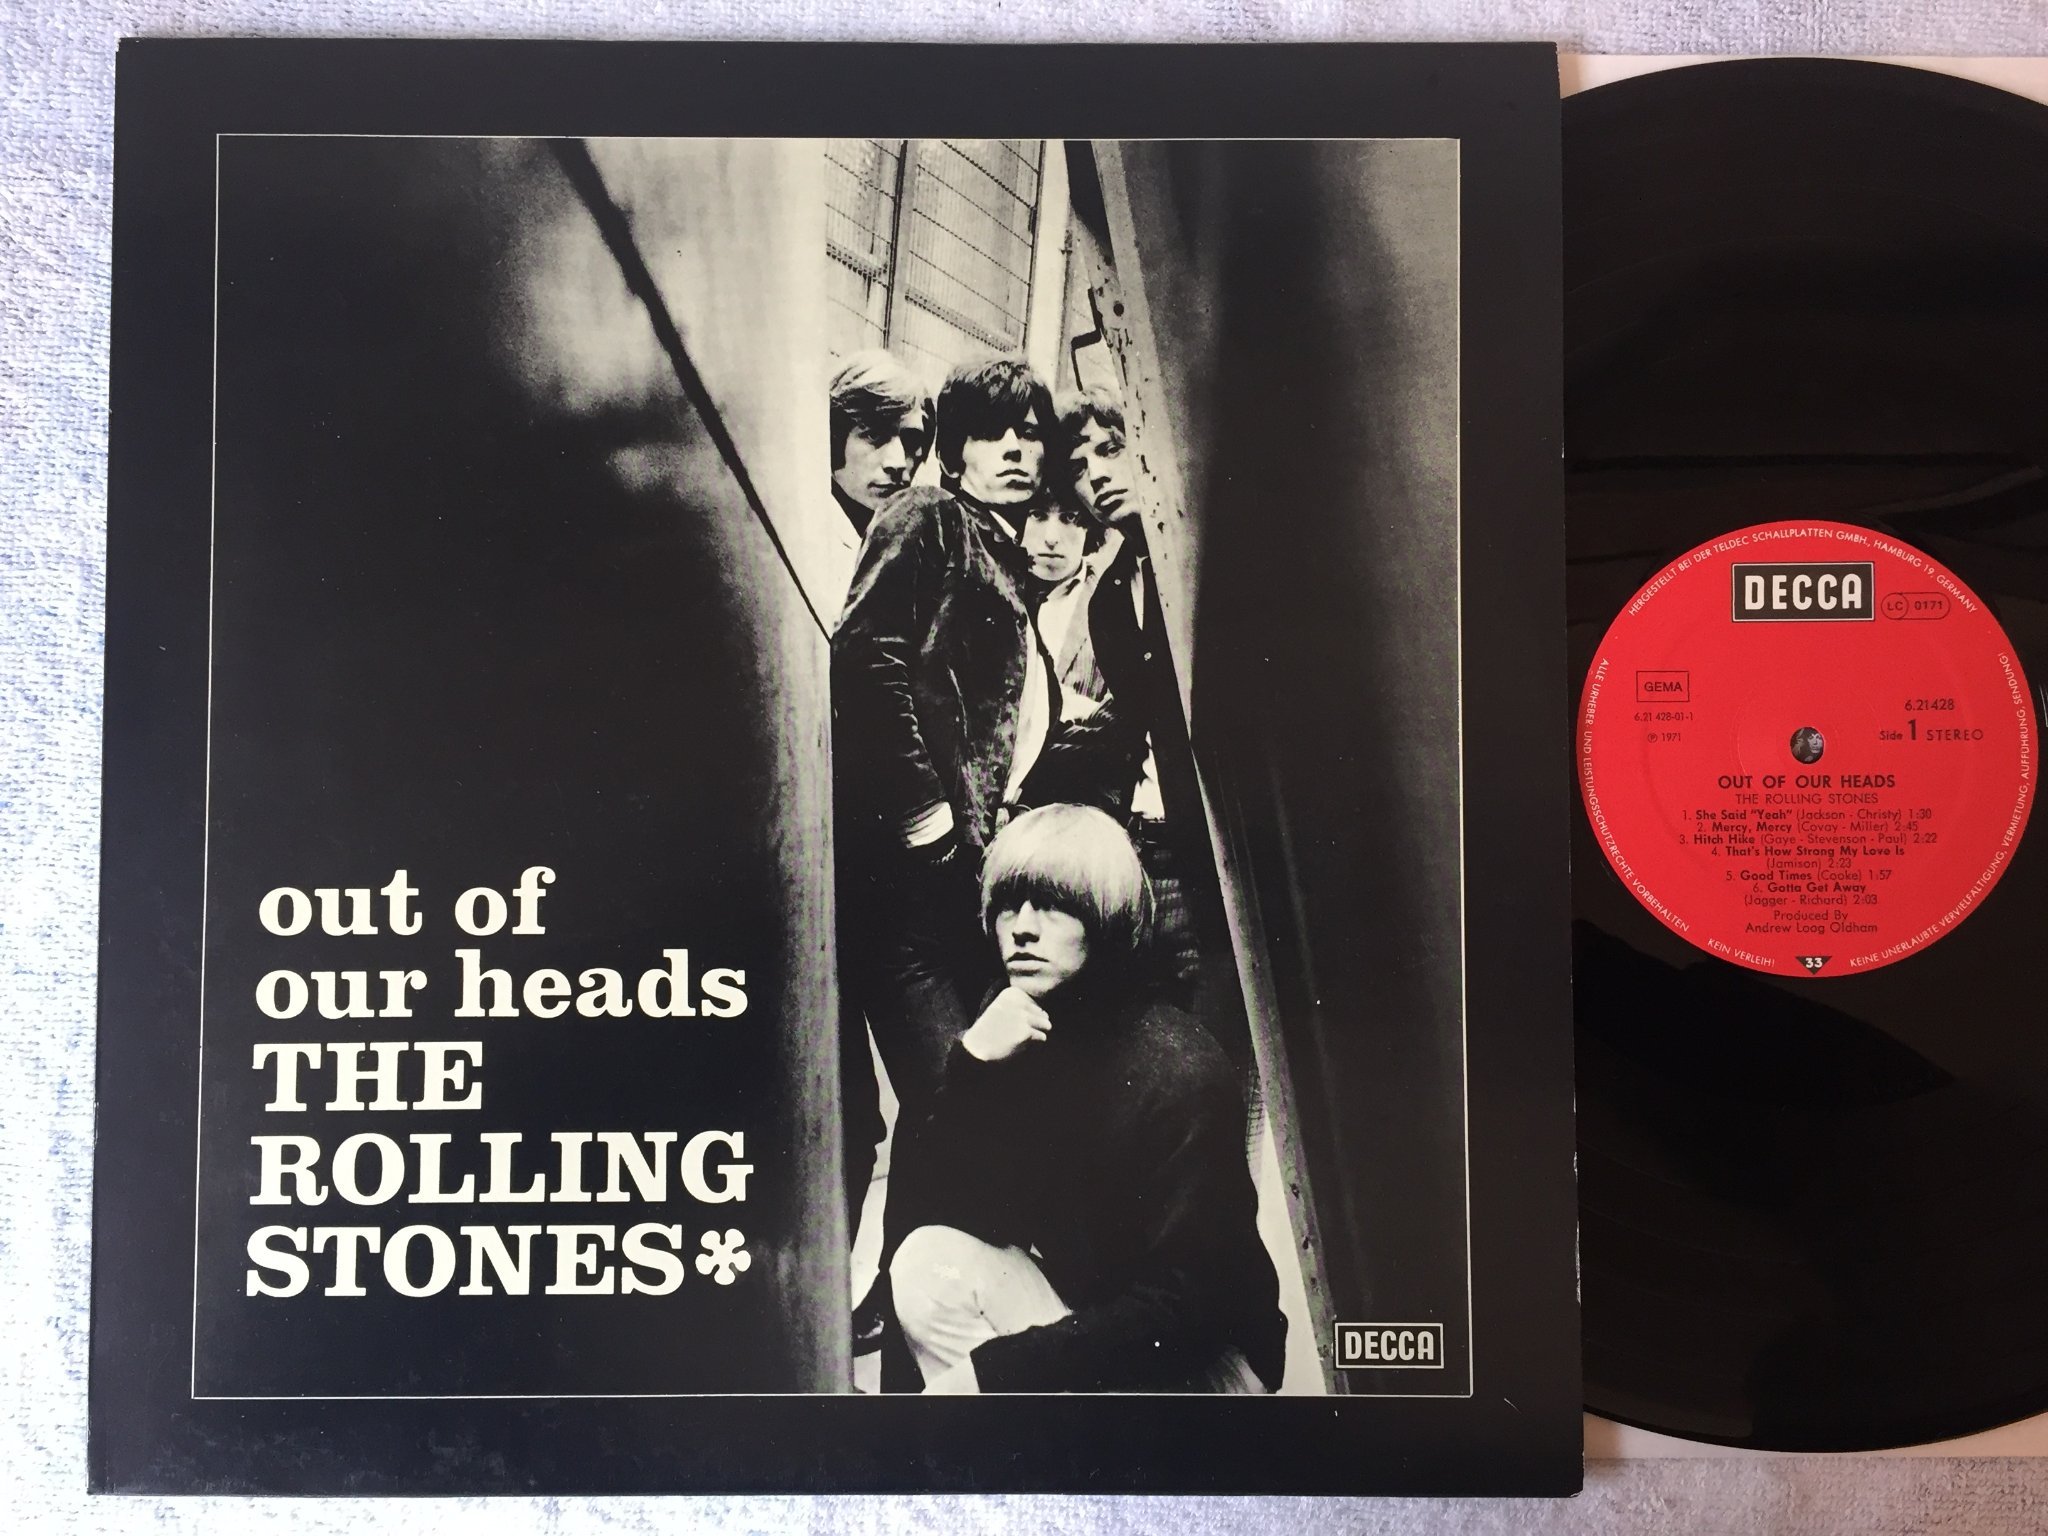 out of
our heads
THE
ROLLING
STONES*
DECCA
HERGESTELLT BEI DER TELDEC SCHALLPLATTEN GMBH., HAMBURG 19, GERMANY
DECCA
LC 0171
GEMA
6.21 428-01-1
℗ 1971
6.21428
Side 1 STEREO
OUT OF OUR HEADS
THE ROLLING STONES
1. She Said "Yeah" (Jackson - Christy) 1:30
2. Mercy, Mercy (Covay - Miller) 2:45
3. Hitch Hike (Gaye - Stevenson - Paul) 2:22
4. That's How Strong My Love Is
(Jamison) 2:23
5. Good Times (Cooke) 1:57
6. Gotta Get Away
(Jagger - Richard) 2:03
Produced By
Andrew Loog Oldham
33
ALLE URHEBER UND LEISTUNGSSCHUTZRECHTE VORBEHALTEN
KEIN VERLEIH!
KEINE UNERLAUBTE VERVIELFÄLTIGUNG, VERMIETUNG, AUFFÜHRUNG, SENDUNG!